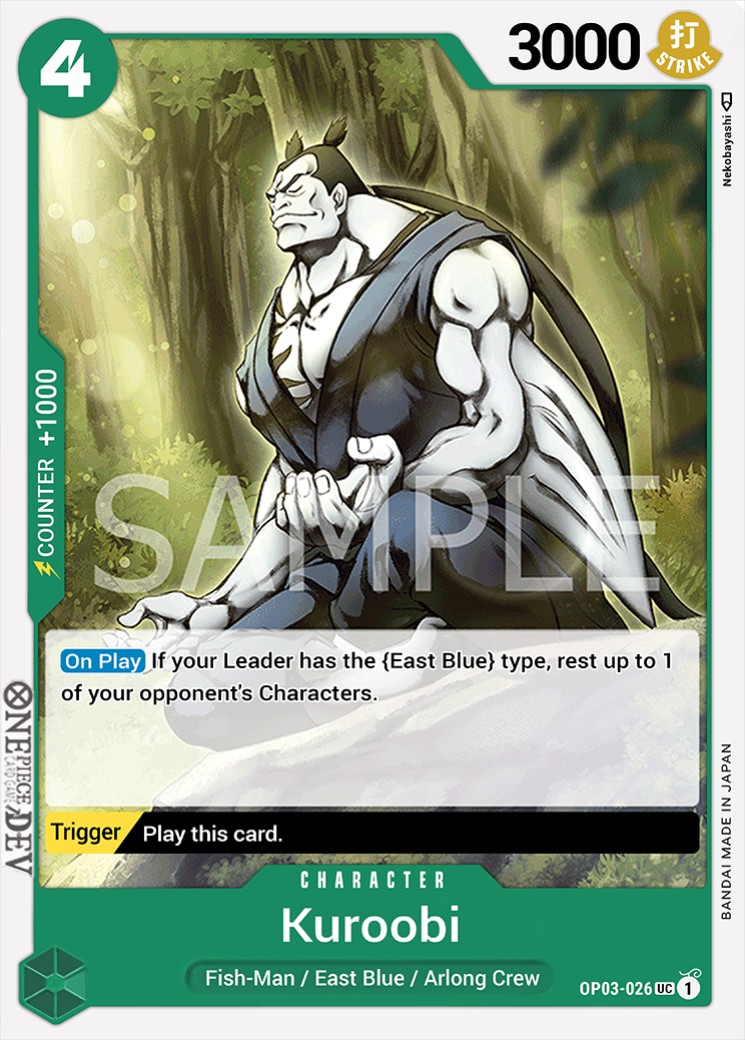 4
3000
打
STRIKE
Nekobayashi
COUNTER +1000
SAMPLE
On Play If your Leader has the {East Blue} type, rest up to 1
of your opponent's Characters.
Trigger Play this card.
ONE PIECE
CARD GAME
/DEV
BANDAI MADE IN JAPAN
CHARACTER
Kuroobi
Fish-Man / East Blue / Arlong Crew
OP03-026 UC 1